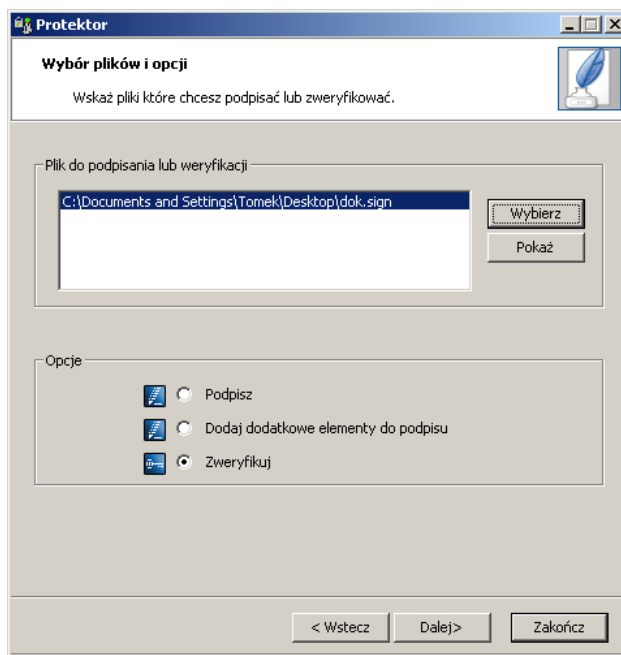 Protektor
Wybór plików i opcji
Wskaż pliki które chcesz podpisać lub zweryfikować.
Plik do podpisania lub weryfikacji
C:\Documents and Settings\Tomek\Desktop\dok.sign
Wybierz
Pokaż
Opcje
Podpisz
Dodaj dodatkowe elementy do podpisu
Zweryfikuj
< Wstecz
Dalej>
Zakończ